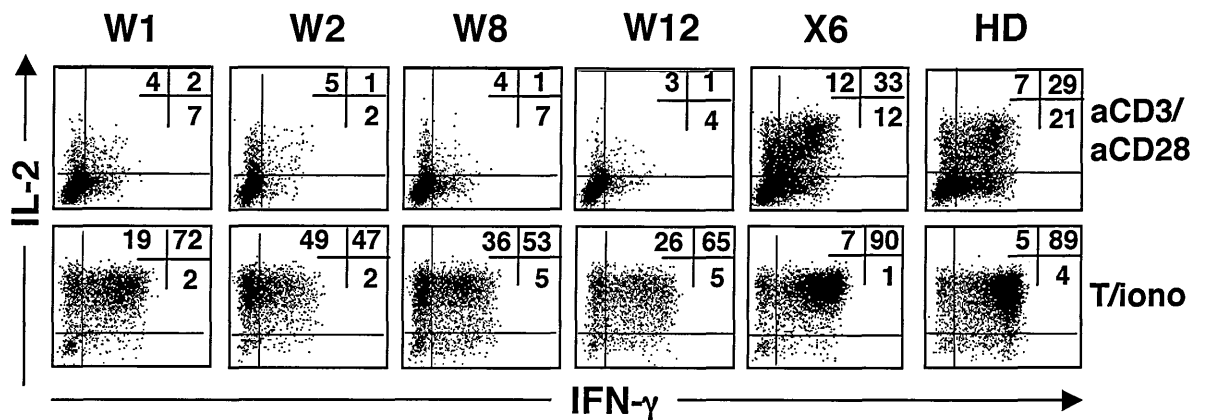 W1 W2 W8 W12 X6 HD
4 2 5 1 4 1 3 1 12 33 7 29
7 2 7 4 12 21
aCD3/
aCD28
IL-2
19 72 49 47 36 53 26 65 7 90 5 89
2 2 5 5 1 4
T/iono
IFN-γ